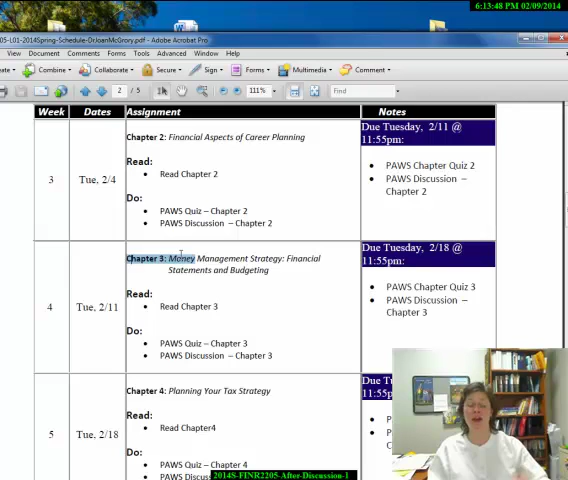 6:13:48 PM 02/09/2014
05-L01-2014Spring-Schedule-DrJoanMcGrory.pdf - Adobe Acrobat Pro
View Document Comments Forms Tools Advanced Window Help
Combine Collaborate Secure Sign Forms Multimedia Comment
2 / 5 111% Find
Week Dates Assignment Notes
3
Tue, 2/4
Chapter 2: Financial Aspects of Career Planning
Read:
• Read Chapter 2
Do:
• PAWS Quiz – Chapter 2
• PAWS Discussion – Chapter 2
Due Tuesday, 2/11 @
11:55pm:
• PAWS Chapter Quiz 2
• PAWS Discussion –
Chapter 2
4
Tue, 2/11
Chapter 3: Money Management Strategy: Financial
Statements and Budgeting
Read:
• Read Chapter 3
Do:
• PAWS Quiz – Chapter 3
• PAWS Discussion – Chapter 3
Due Tuesday, 2/18 @
11:55pm:
• PAWS Chapter Quiz 3
• PAWS Discussion –
Chapter 3
5
Tue, 2/18
Chapter 4: Planning Your Tax Strategy
Read:
• Read Chapter4
Do:
• PAWS Quiz – Chapter 4
• PAWS
Due
11:55p
2014S-FINR2205-After-Discussion-1